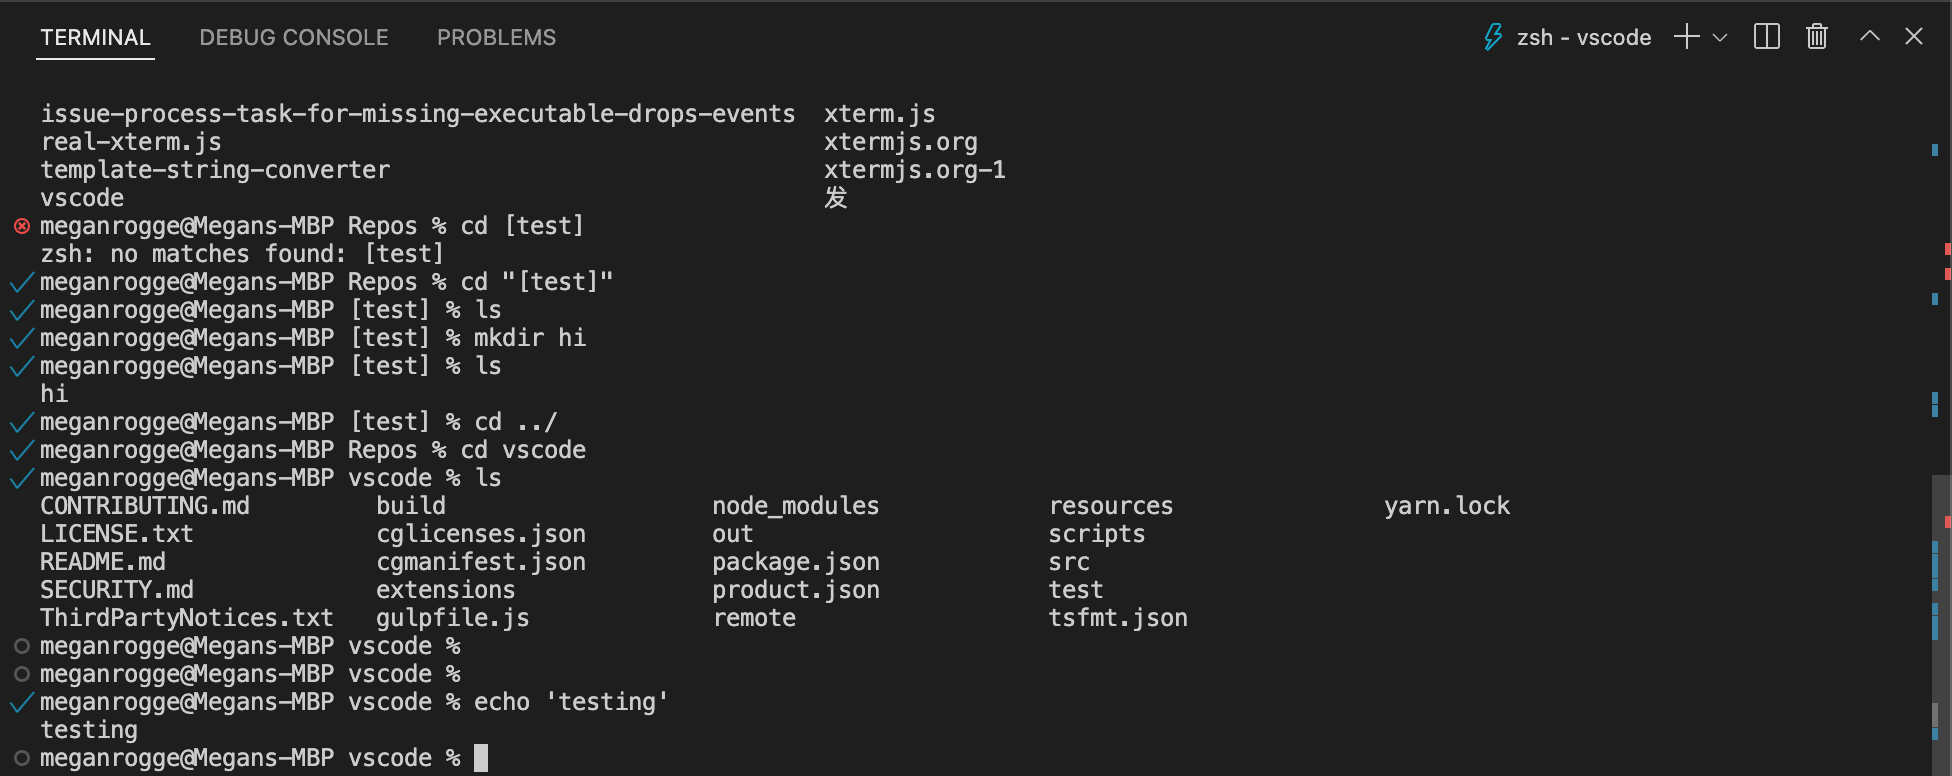 TERMINAL DEBUG CONSOLE PROBLEMS zsh - vscode
issue-process-task-for-missing-executable-drops-events xterm.js
real-xterm.js xtermjs.org
template-string-converter xtermjs.org-1
vscode 发
meganrogge@Megans-MBP Repos % cd [test]
zsh: no matches found: [test]
meganrogge@Megans-MBP Repos % cd "[test]"
meganrogge@Megans-MBP [test] % ls
meganrogge@Megans-MBP [test] % mkdir hi
meganrogge@Megans-MBP [test] % ls
hi
meganrogge@Megans-MBP [test] % cd ../
meganrogge@Megans-MBP Repos % cd vscode
meganrogge@Megans-MBP vscode % ls
CONTRIBUTING.md build node_modules resources yarn.lock
LICENSE.txt cglicenses.json out scripts
README.md cgmanifest.json package.json src
SECURITY.md extensions product.json test
ThirdPartyNotices.txt gulpfile.js remote tsfmt.json
meganrogge@Megans-MBP vscode %
meganrogge@Megans-MBP vscode %
meganrogge@Megans-MBP vscode % echo 'testing'
testing
meganrogge@Megans-MBP vscode %